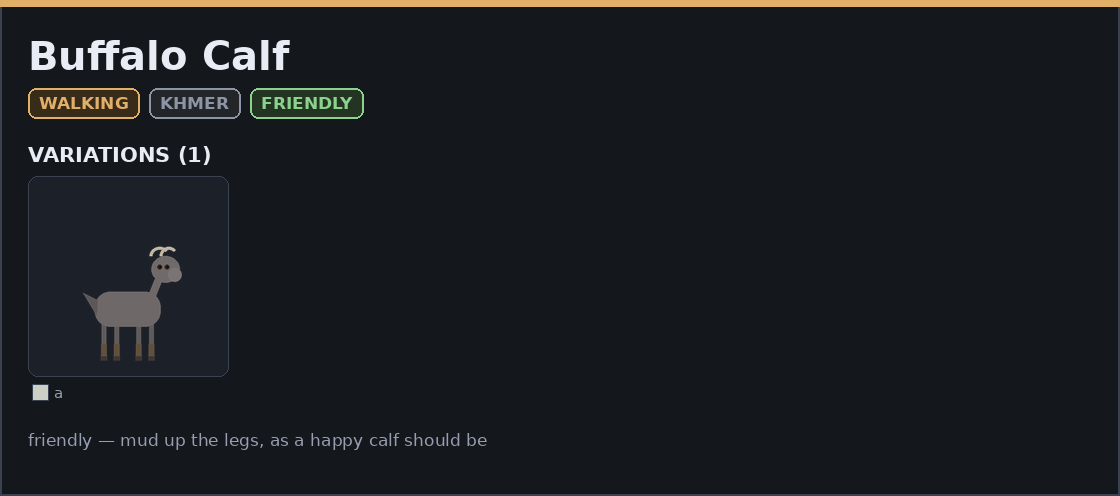 Buffalo Calf
WALKING KHMER FRIENDLY
VARIATIONS (1)
a
friendly — mud up the legs, as a happy calf should be